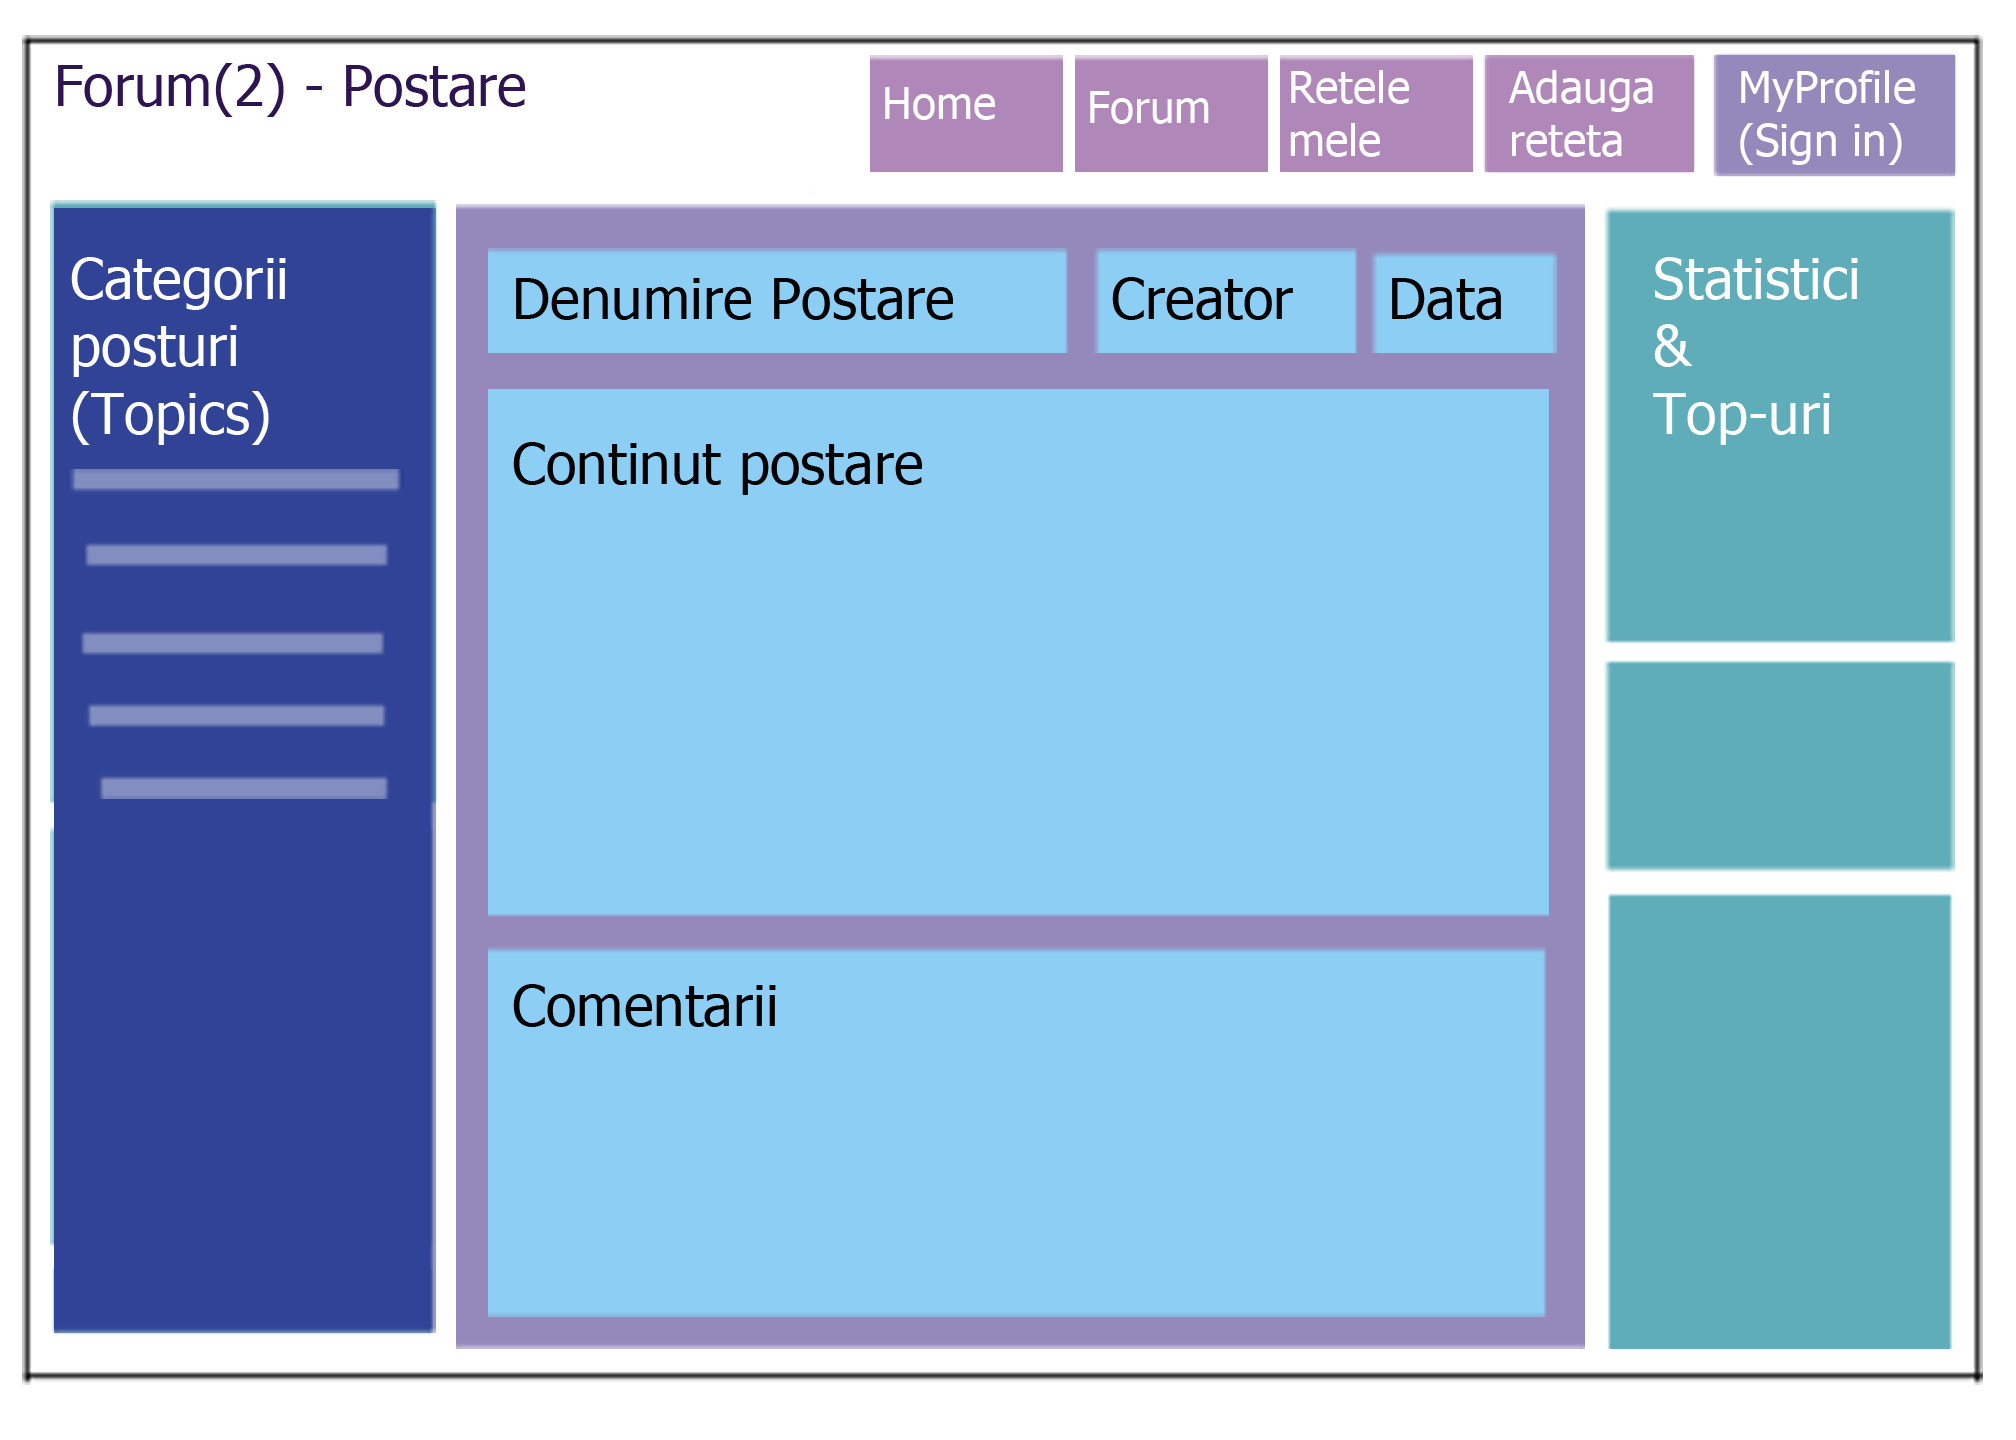 Forum(2) - Postare
Home
Forum
Retele
mele
Adauga
reteta
MyProfile
(Sign in)
Categorii
posturi
(Topics)
Denumire Postare
Creator
Data
Continut postare
Comentarii
Statistici
&
Top-uri